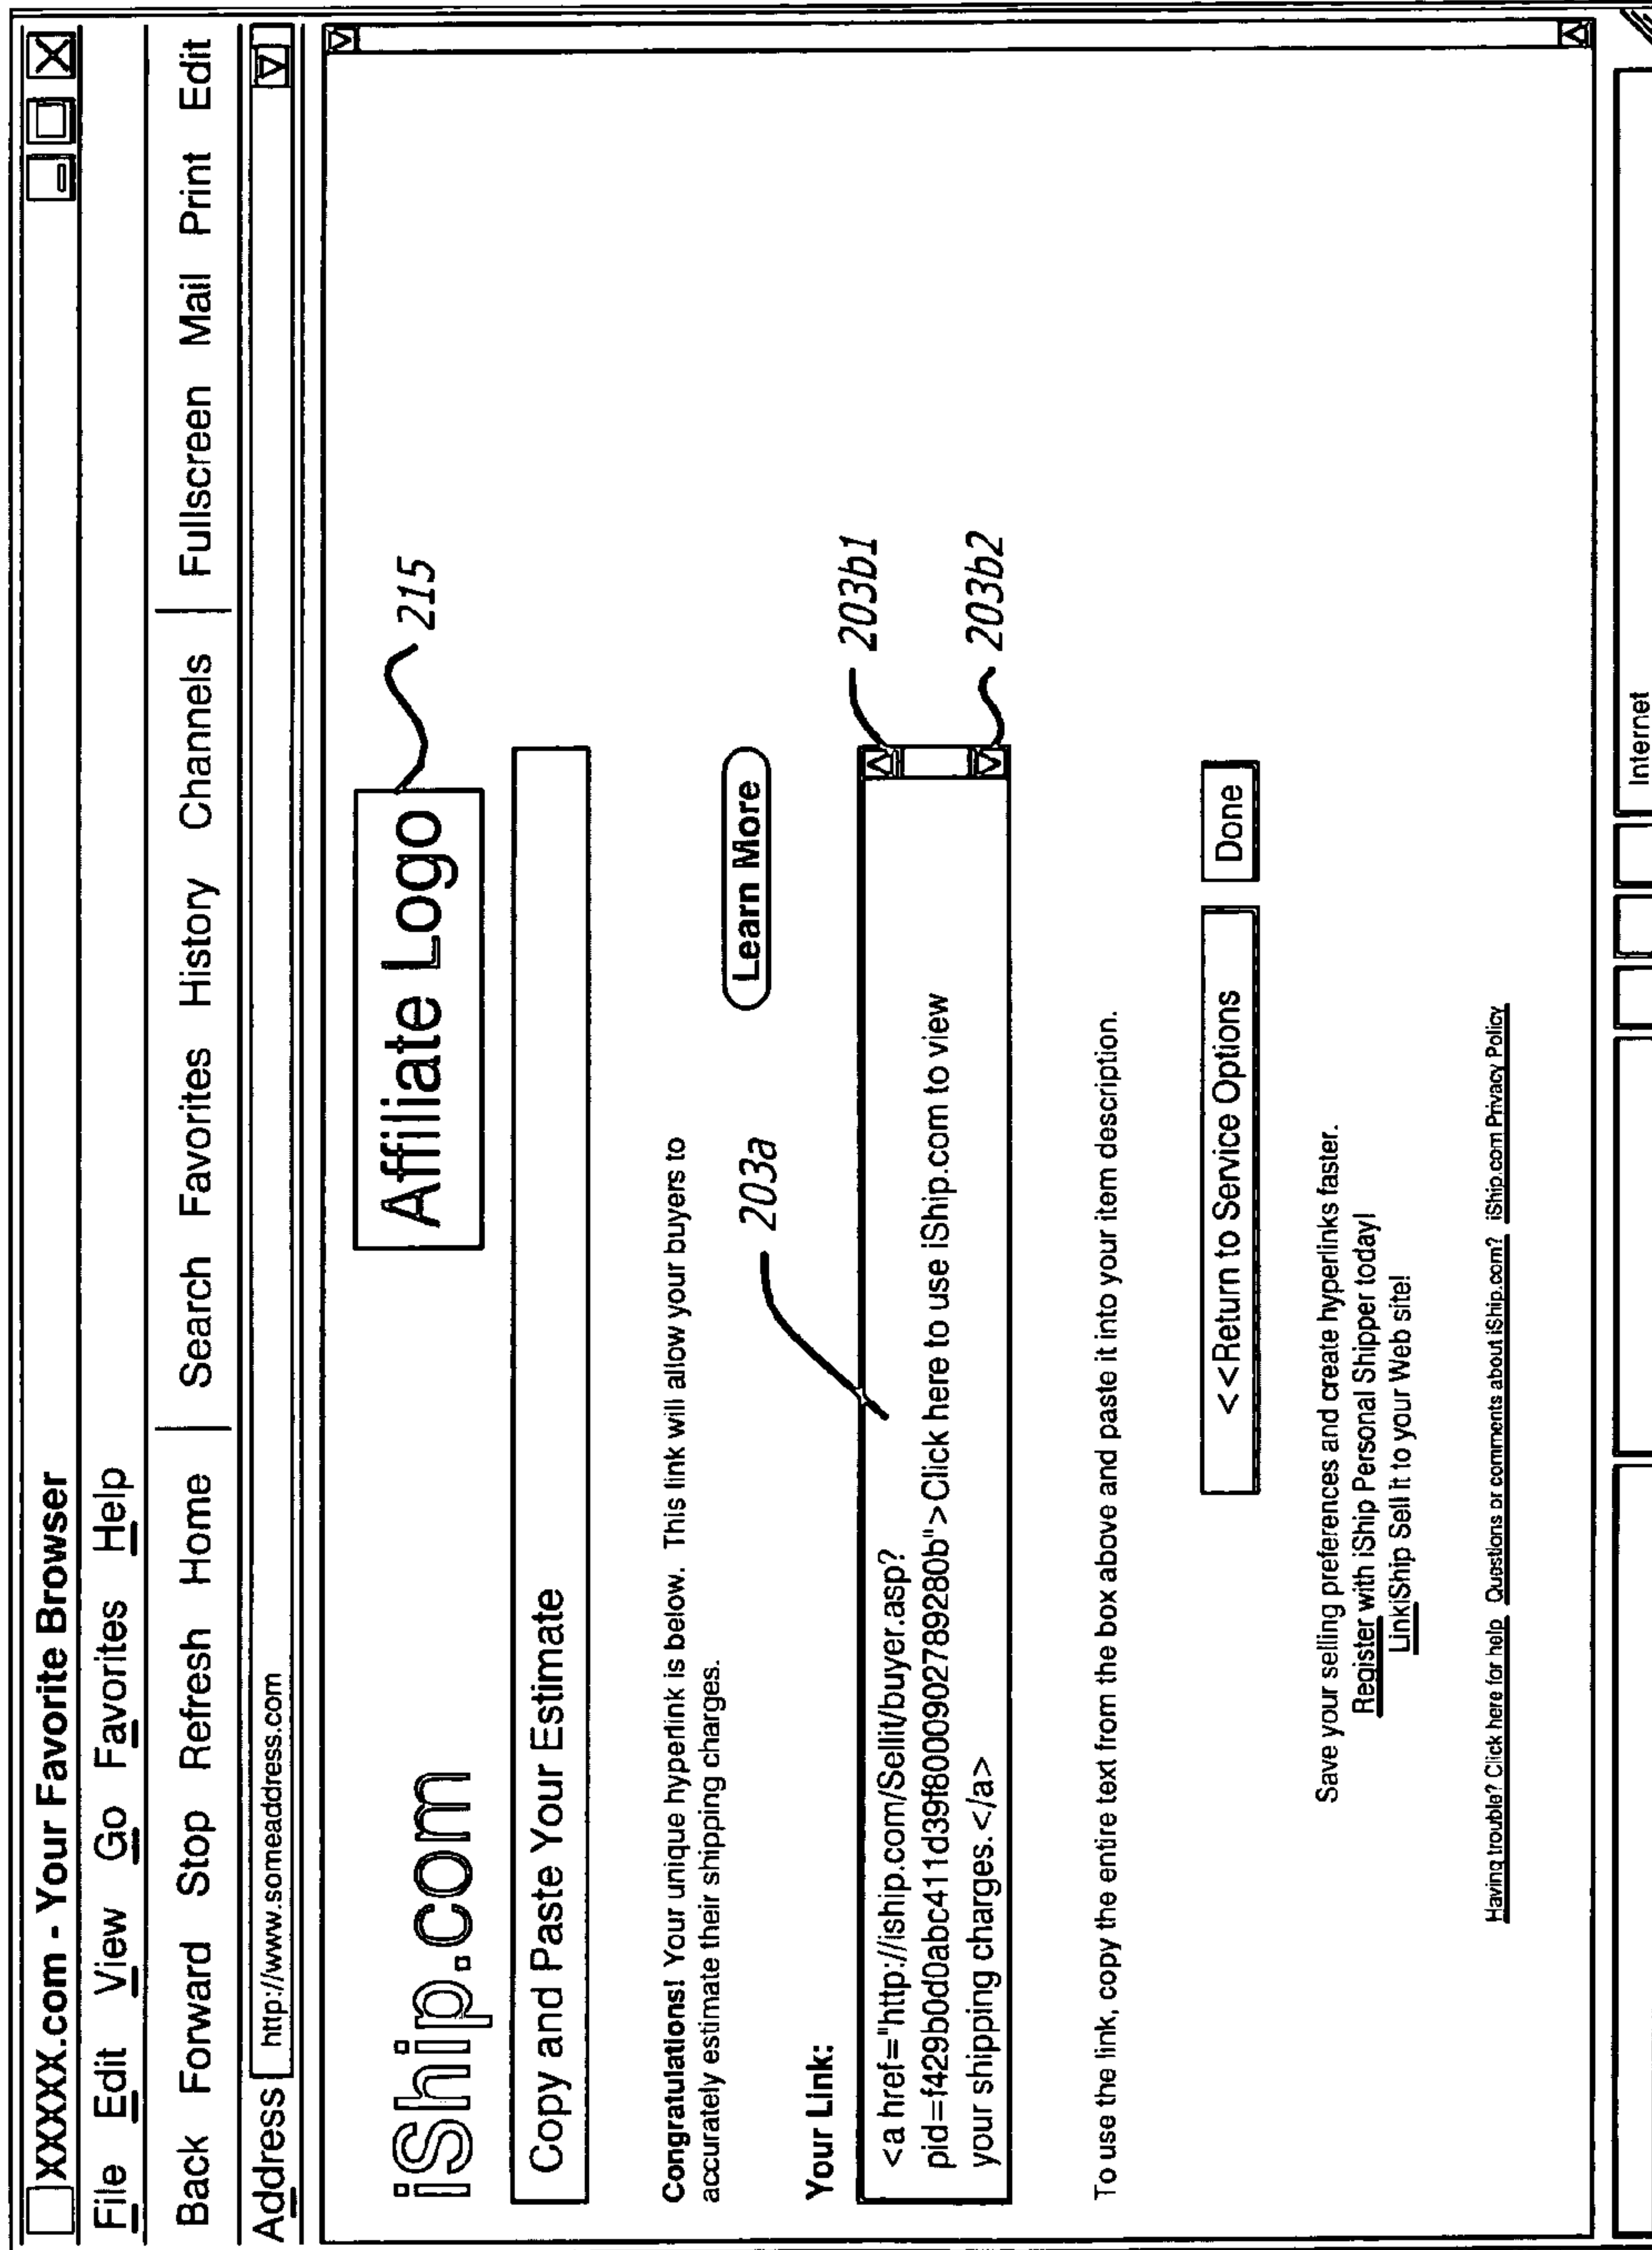 XXXXX.com - Your Favorite Browser
File Edit View Go Favorites Help
Back Forward Stop Refresh Home Search Favorites History Channels Fullscreen Mail Print Edit
Address http://www.someaddress.com
iShip.com
Affiliate Logo
215
Copy and Paste Your Estimate
Congratulations! Your unique hyperlink is below. This link will allow your buyers to
accurately estimate their shipping charges.
Learn More
203a
Your Link:
203b1
<a href="http://iship.com/Sellit/buyer.asp?
pid=f429b0d0abc411d39f8000902789280b">Click here to use iShip.com to view
your shipping charges.</a>
203b2
To use the link, copy the entire text from the box above and paste it into your item description.
<<Return to Service Options Done
Save your selling preferences and create hyperlinks faster.
Register with iShip Personal Shipper today!
LinkiShip Sell it to your Web site!
Having trouble? Click here for help Questions or comments about iShip.com? iShip.com Privacy Policy
Internet